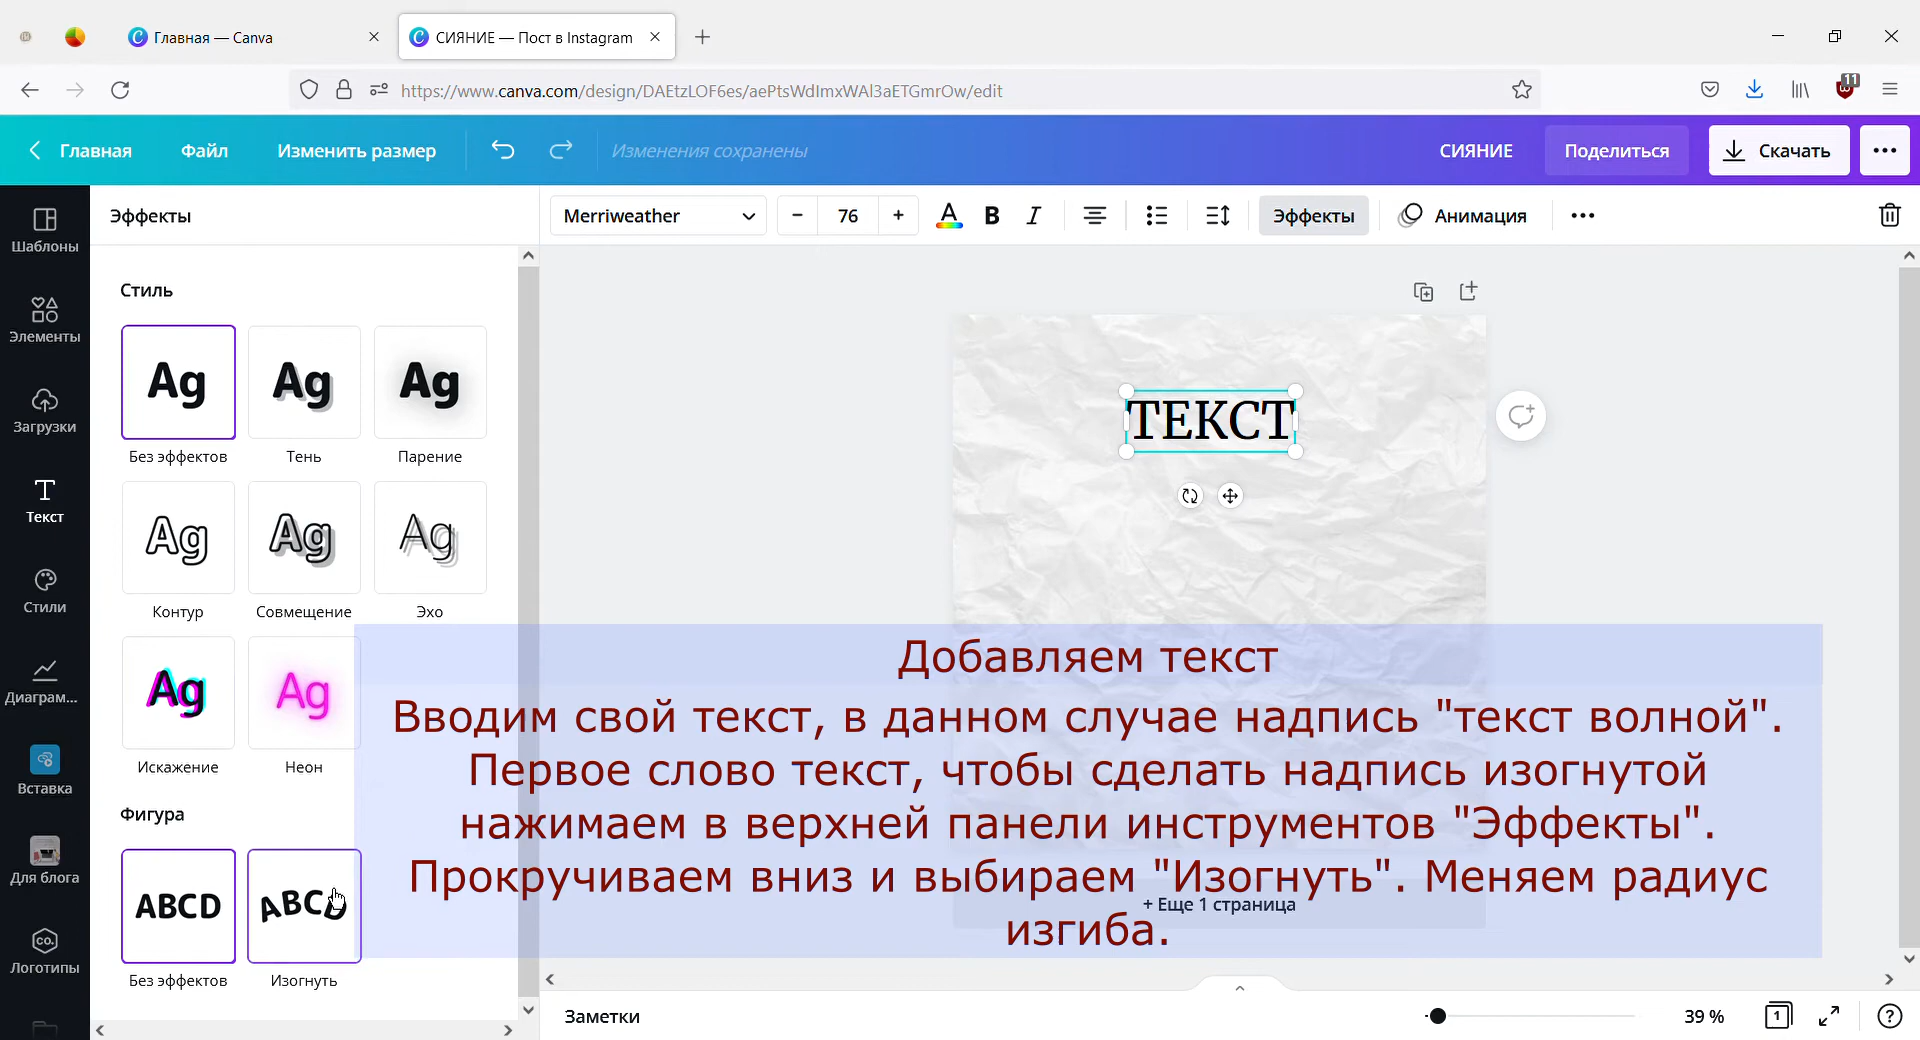 Главная — Canva
СИЯНИЕ — Пост в Instagram
https://www.canva.com/design/DAEtzLOF6es/aePtsWdImxWAl3aETGmrOw/edit
11
Главная
Файл
Изменить размер
Изменения сохранены
СИЯНИЕ
Поделиться
Скачать
Эффекты
Merriweather
76
A
B
I
Эффекты
Анимация
Шаблоны
Элементы
Загрузки
Текст
Стили
Диаграм...
Вставка
Для блога
co.
Логотипы
Стиль
Ag
Ag
Ag
Без эффектов
Тень
Парение
Ag
Ag
Ag
Контур
Совмещение
Эхо
Ag
Ag
Искажение
Неон
Фигура
ABCD
ABCD
Без эффектов
Изогнуть
ТЕКСТ
Добавляем текст
Вводим свой текст, в данном случае надпись "текст волной".
Первое слово текст, чтобы сделать надпись изогнутой
нажимаем в верхней панели инструментов "Эффекты".
Прокручиваем вниз и выбираем "Изогнуть". Меняем радиус
изгиба.
+ Еще 1 страница
Заметки
39 %
1